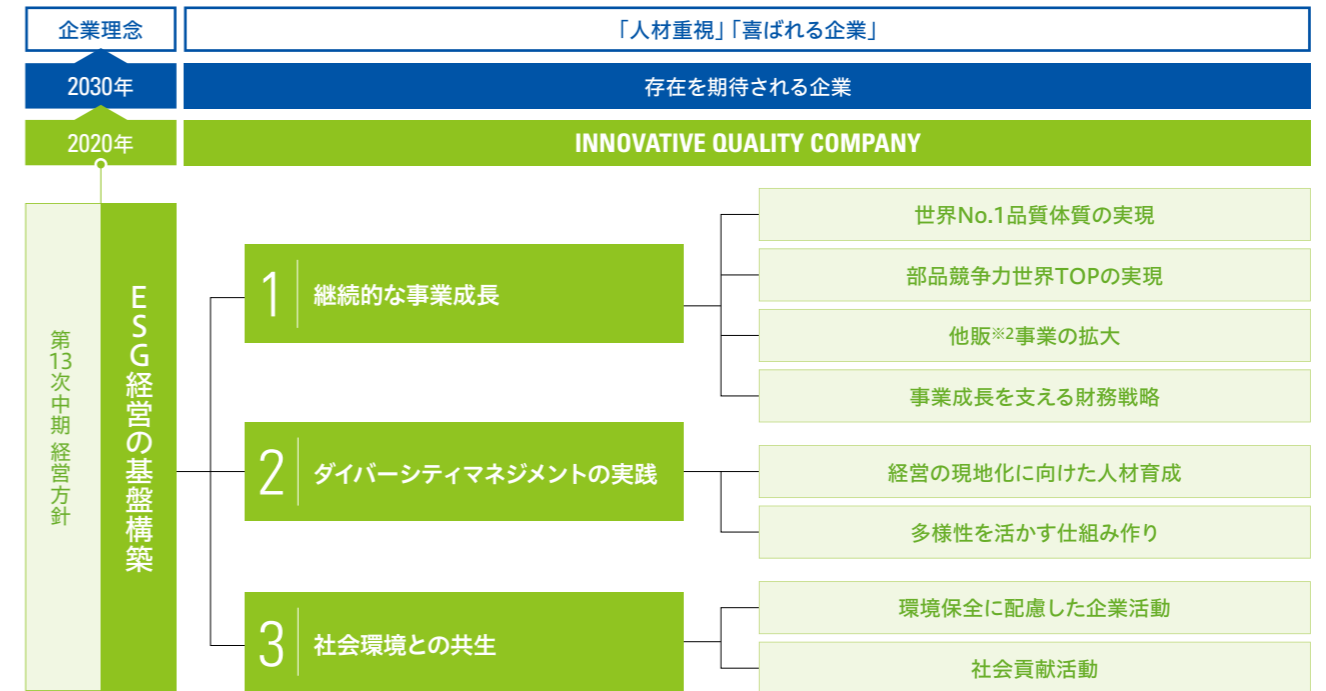 企業理念
「人材重視」「喜ばれる企業」
2030年
存在を期待される企業
2020年
INNOVATIVE QUALITY COMPANY
第13次中期 経営方針
ESG経営の基盤構築
1 継続的な事業成長
世界No.1品質体質の実現
部品競争力世界TOPの実現
他販※2事業の拡大
事業成長を支える財務戦略
2 ダイバーシティマネジメントの実践
経営の現地化に向けた人材育成
多様性を活かす仕組み作り
3 社会環境との共生
環境保全に配慮した企業活動
社会貢献活動